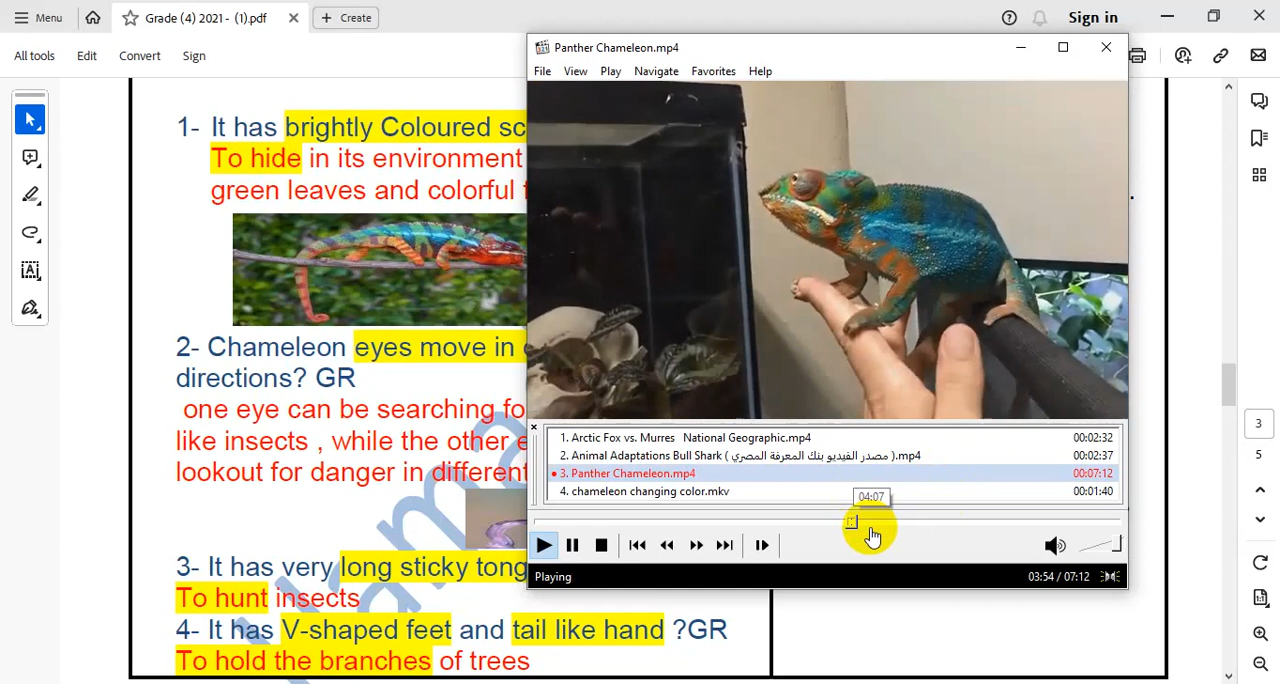 Menu
Grade (4) 2021 - (1).pdf
Create
Sign in
All tools
Edit
Convert
Sign
1- It has brightly Coloured sc
To hide in its environment
green leaves and colorful
2- Chameleon eyes move in
directions? GR
one eye can be searching fo
like insects , while the other e
lookout for danger in different
3- It has very long sticky tong
To hunt insects
4- It has V-shaped feet and tail like hand ?GR
To hold the branches of trees
Panther Chameleon.mp4
File View Play Navigate Favorites Help
1. Arctic Fox vs. Murres National Geographic.mp4 00:02:32
2. Animal Adaptations Bull Shark ( مصدر الفيديو بنك المعرفة المصري ).mp4 00:02:37
3. Panther Chameleon.mp4 00:07:12
4. chameleon changing color.mkv 00:01:40
04:07
Playing
03:54 / 07:12
3
5